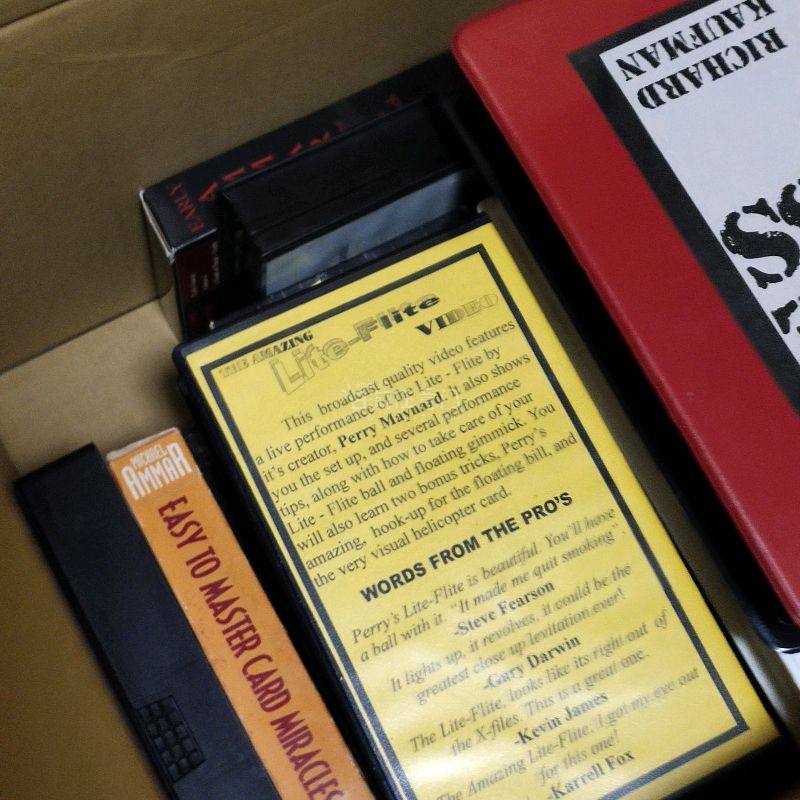 RICHARD
KAUFMAN
EARLY
THE AMAZING
Lite-Flite
VIDEO
This broadcast quality video features
a live performance of the Lite - Flite by
it's creator, Perry Maynard. It also shows
you the set up, and several performance
tips, along with how to take care of your
Lite - Flite ball and floating gimmick. You
will also learn two bonus tricks, Perry's
amazing, hook-up for the floating bill, and
the very visual helicopter card.
WORDS FROM THE PRO'S
Perry's Lite-Flite is beautiful. You'll have
a ball with it. "It made me quit smoking".
-Steve Fearson
It lights up, it revolves, it could be the
greatest close up levitation ever!
-Gary Darwin
The Lite-Flite, looks like its right out of
the X-files. This is a great one.
-Kevin James
The Amazing Lite-Flite. I got my eye out
for this one!
-Karrell Fox
MICHAEL
AMMAR
EASY TO MASTER CARD MIRACLES